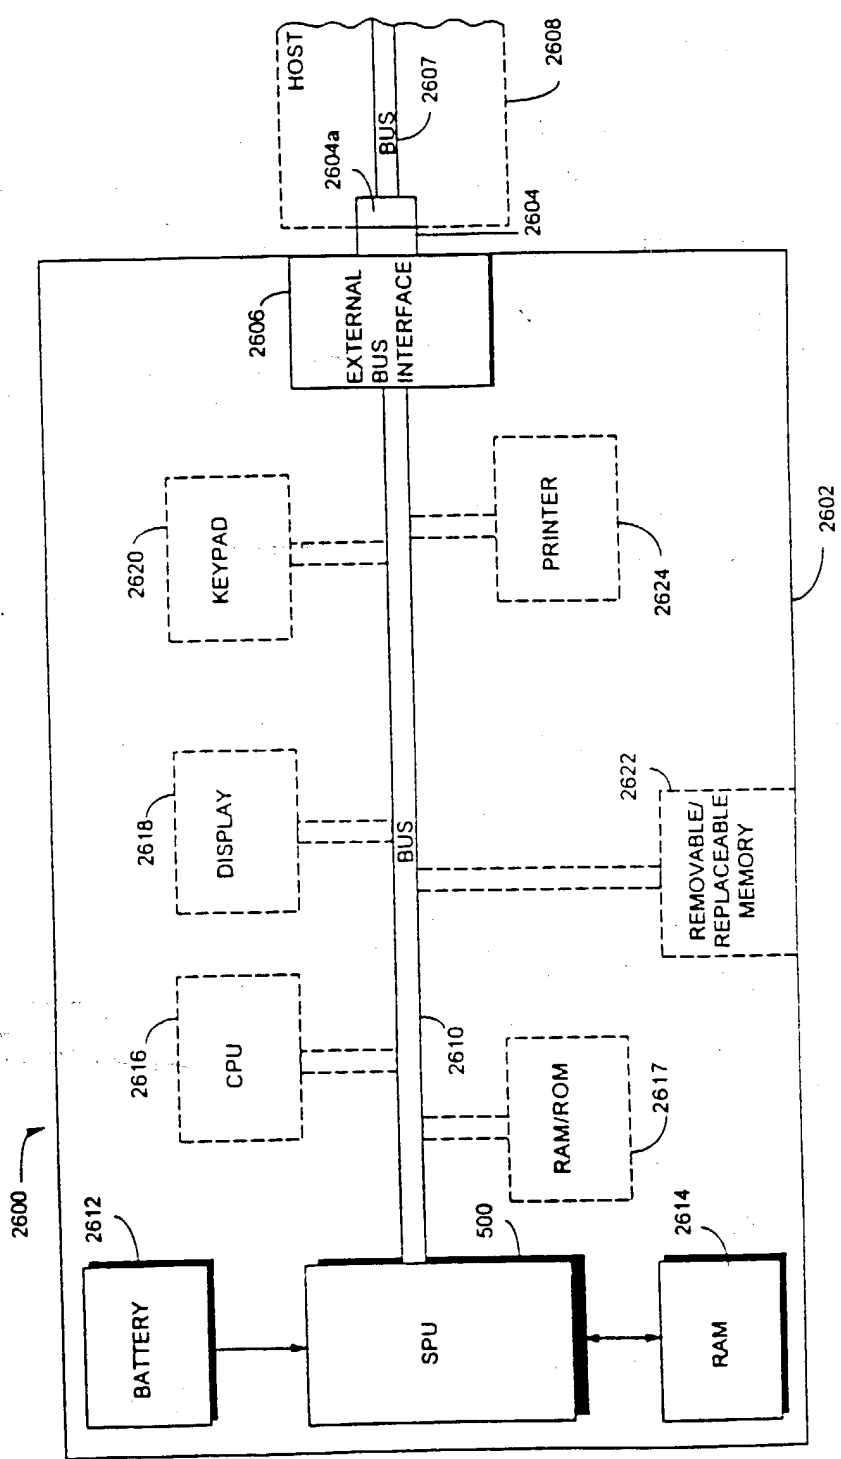 2600
2612
BATTERY
SPU
500
2614
RAM
2616
CPU
2610
RAM/ROM
2617
2618
DISPLAY
BUS
2622
REMOVABLE/
REPLACEABLE
MEMORY
2620
KEYPAD
PRINTER
2624
2602
2606
EXTERNAL
BUS
INTERFACE
2604a
2604
HOST
BUS
2607
2608